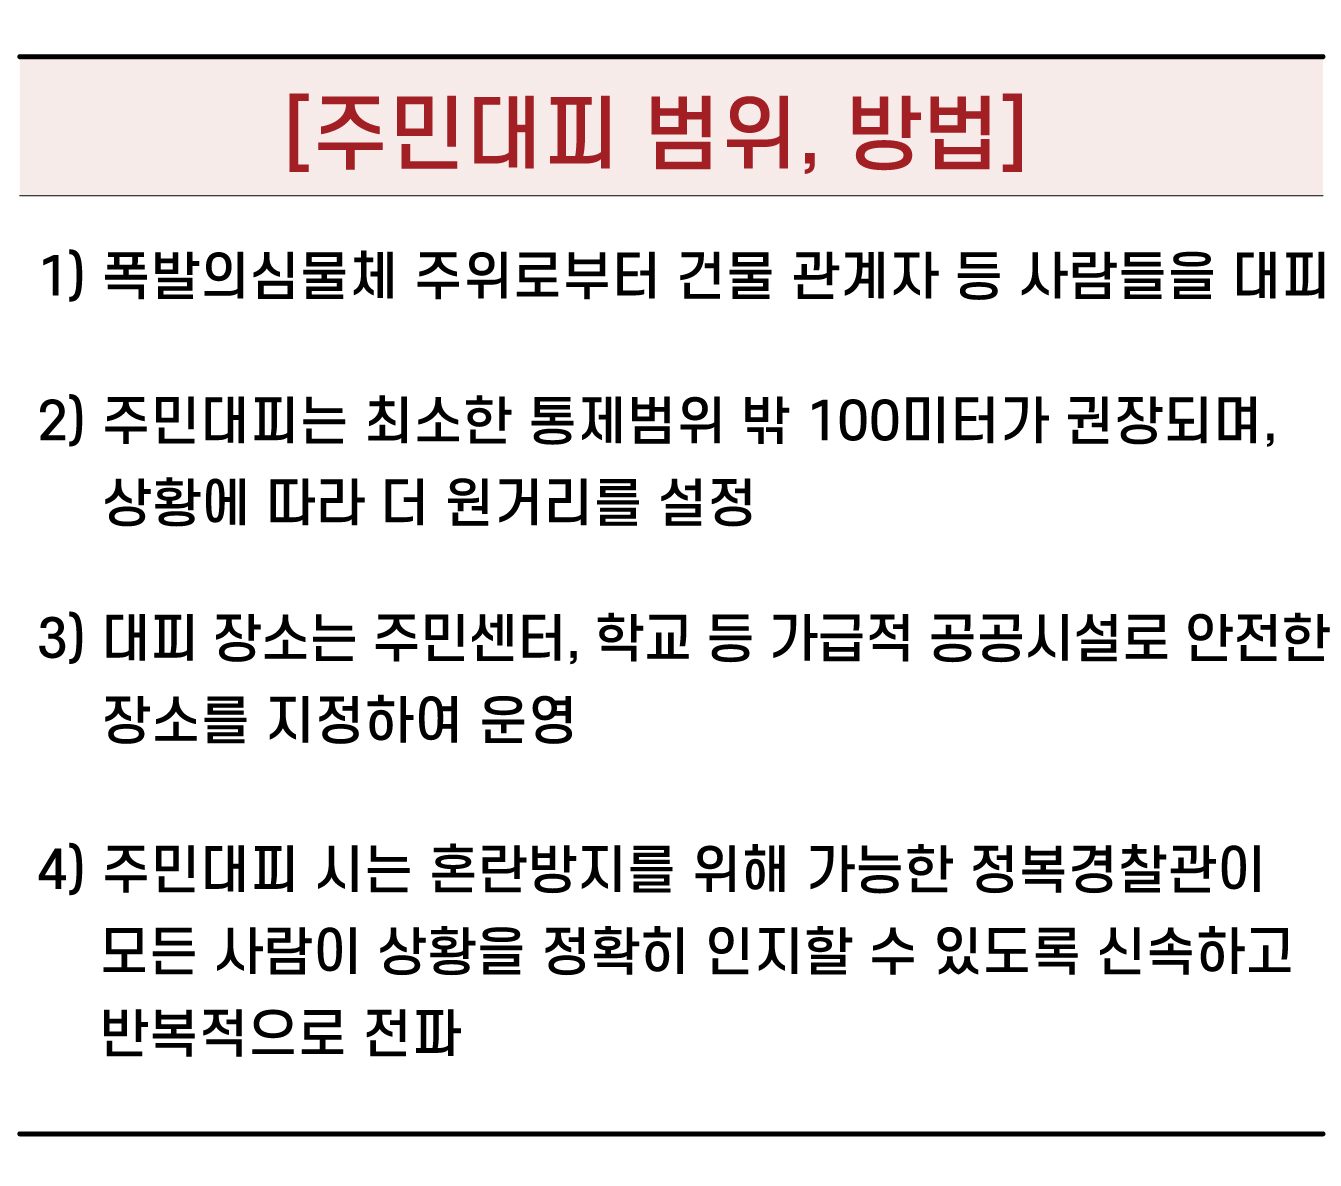 [주민대피 범위, 방법]
1) 폭발의심물체 주위로부터 건물 관계자 등 사람들을 대피
2) 주민대피는 최소한 통제범위 밖 100미터가 권장되며,
상황에 따라 더 원거리를 설정
3) 대피 장소는 주민센터, 학교 등 가급적 공공시설로 안전한
장소를 지정하여 운영
4) 주민대피 시는 혼란방지를 위해 가능한 정복경찰관이
모든 사람이 상황을 정확히 인지할 수 있도록 신속하고
반복적으로 전파